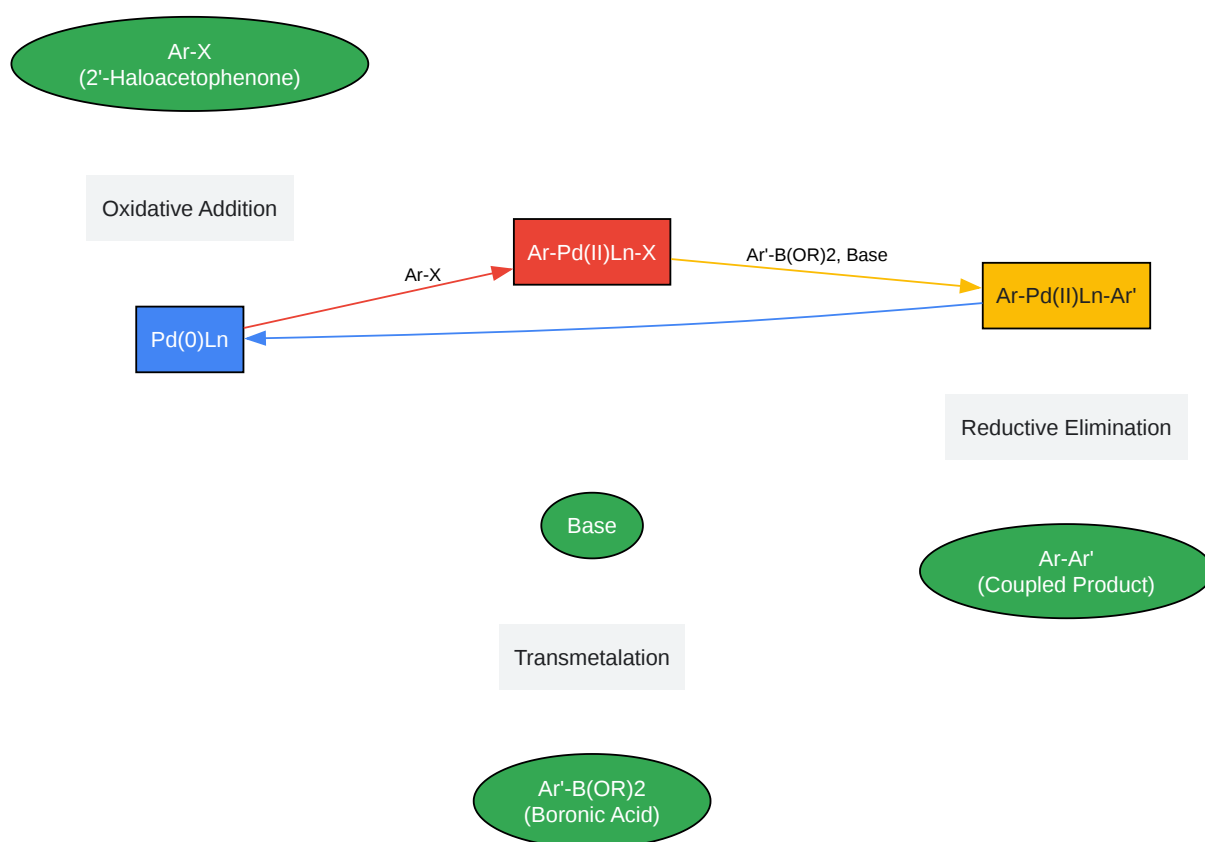 Ar-X
(2'-Haloacetophenone)
Oxidative Addition
Ar-Pd(II)Ln-X
Ar'-B(OR)2, Base
Ar-X
Ar-Pd(II)Ln-Ar'
Pd(0)Ln
Reductive Elimination
Base
Ar-Ar'
(Coupled Product)
Transmetalation
Ar'-B(OR)2
(Boronic Acid)